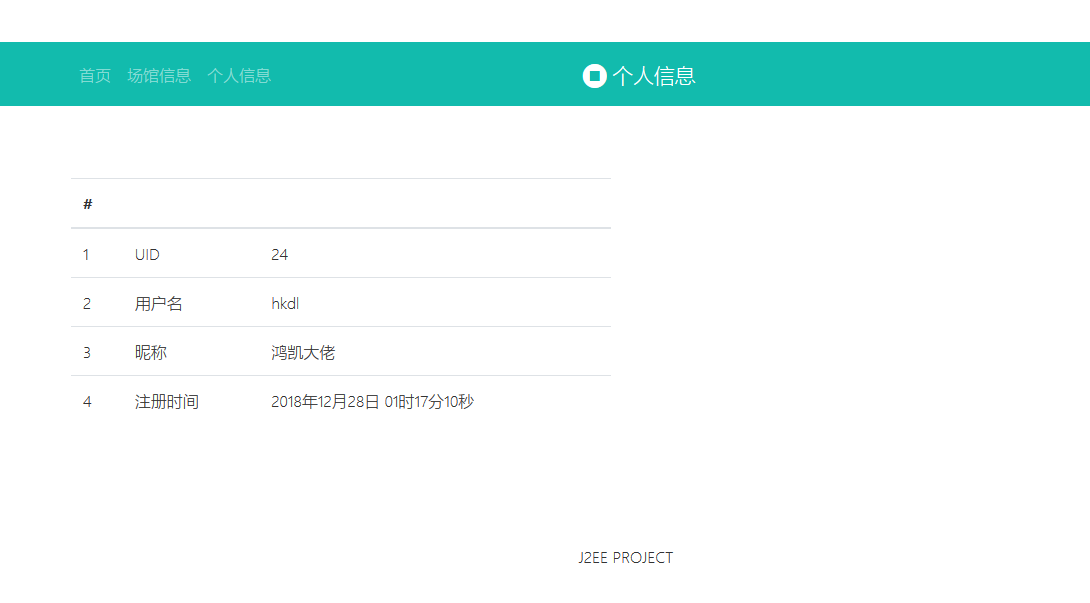 首页 场馆信息 个人信息 个人信息
#
1 UID 24
2 用户名 hkdl
3 昵称 鸿凯大佬
4 注册时间 2018年12月28日 01时17分10秒
J2EE PROJECT